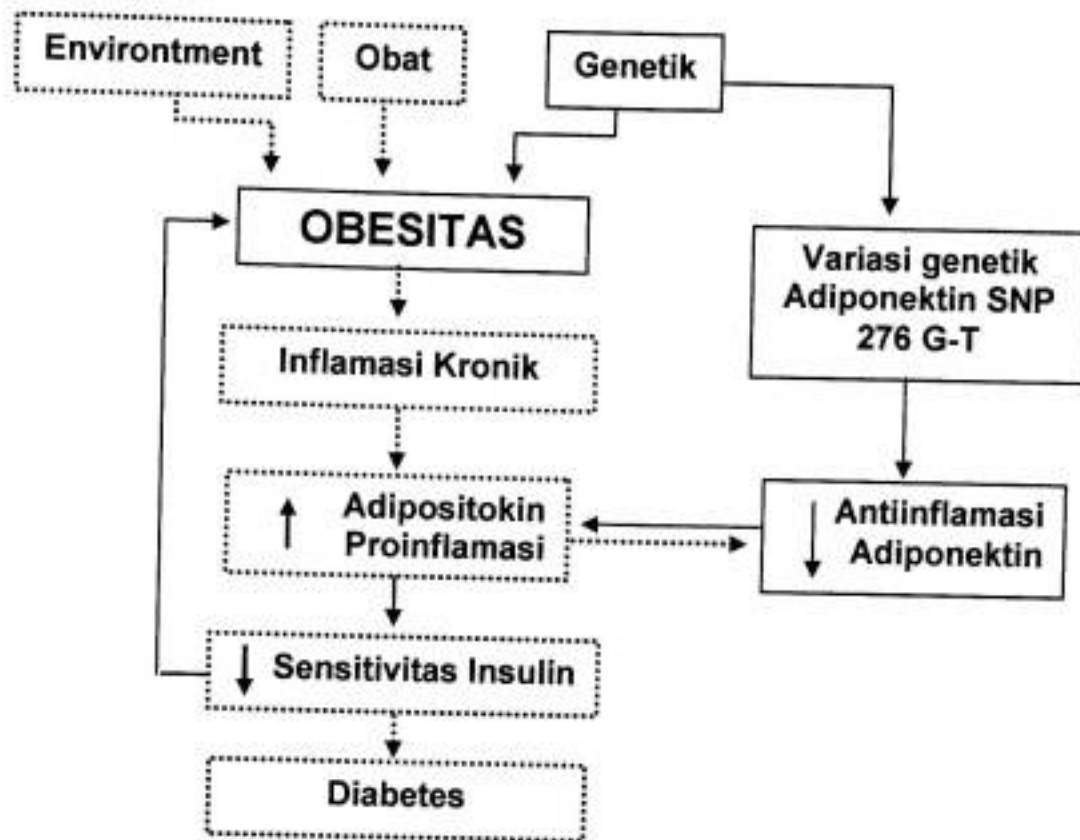 Environtment
Obat
Genetik
OBESITAS
Variasi genetik
Adiponektin SNP
276 G-T
Inflamasi Kronik
↑ Adipositokin
Proinflamasi
↓ Antiinflamasi
Adiponektin
↓ Sensitivitas Insulin
Diabetes